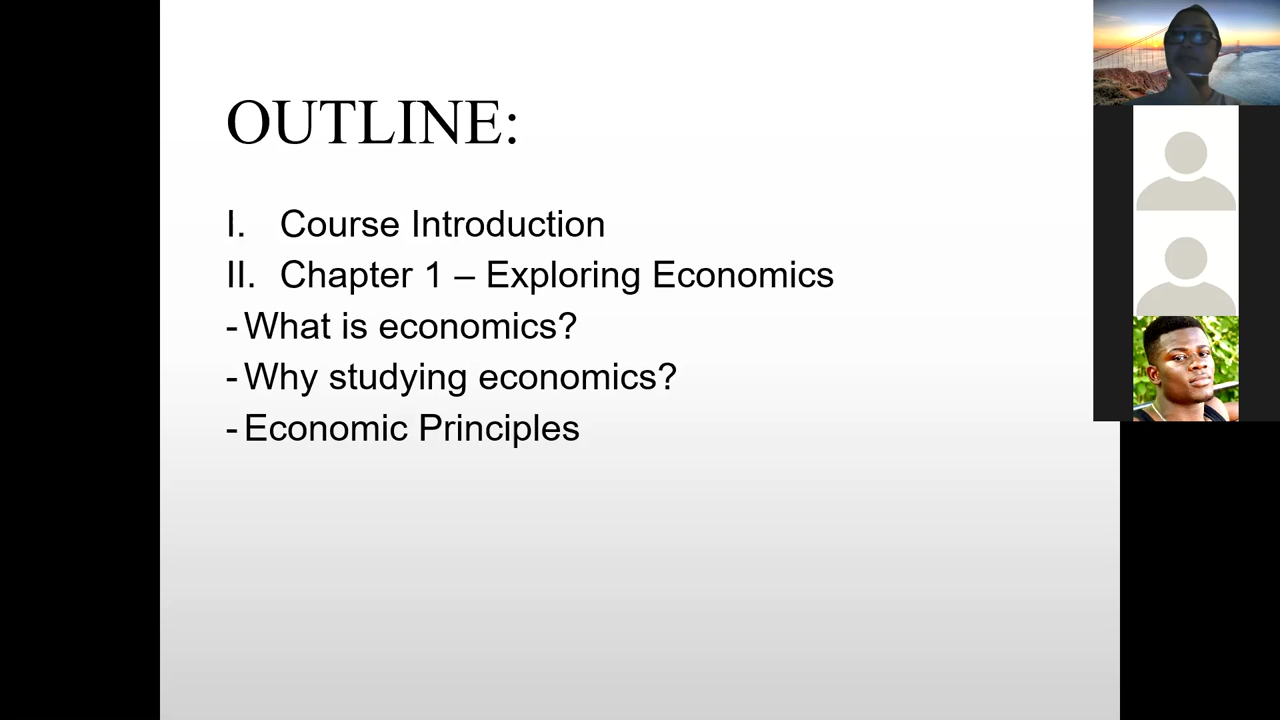 OUTLINE:
I. Course Introduction
II. Chapter 1 – Exploring Economics
- What is economics?
- Why studying economics?
- Economic Principles